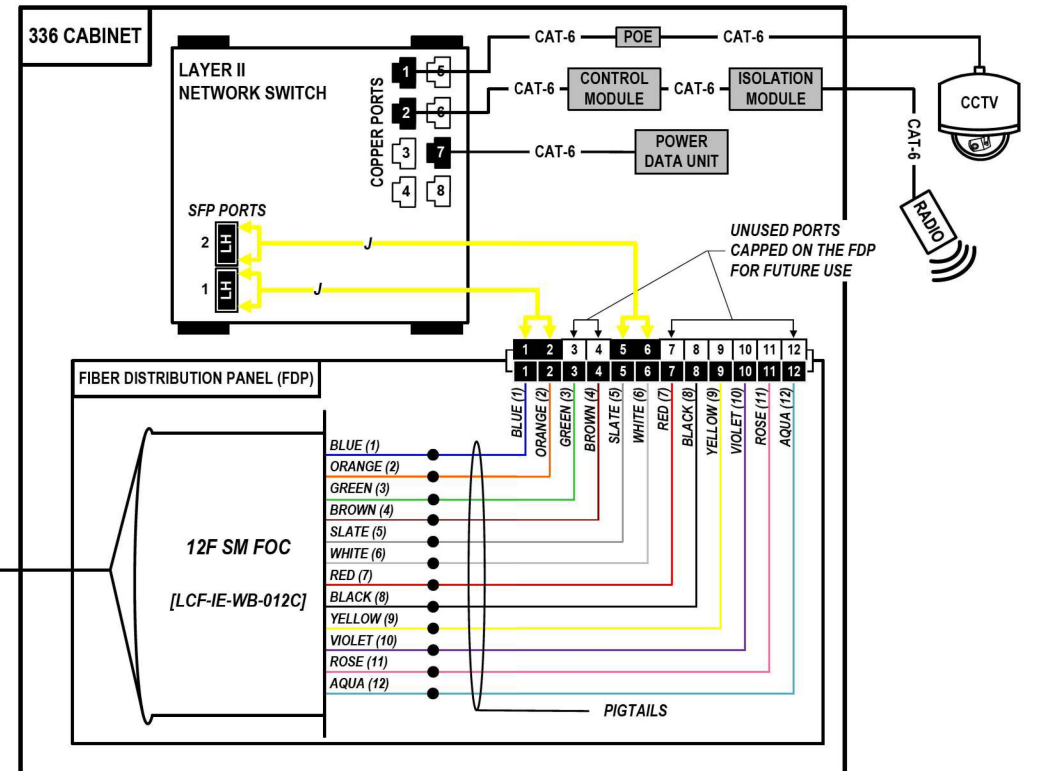 336 CABINET
LAYER II
NETWORK SWITCH
COPPER PORTS
1 5
2 6
3 7
4 8
CAT-6 POE CAT-6
CAT-6 CONTROL MODULE CAT-6 ISOLATION MODULE
CAT-6 POWER DATA UNIT
CCTV
CAT-6
RADIO
SFP PORTS
2 LH
1 LH
J
J
UNUSED PORTS
CAPPED ON THE FDP
FOR FUTURE USE
1 2 3 4 5 6 7 8 9 10 11 12
1 2 3 4 5 6 7 8 9 10 11 12
FIBER DISTRIBUTION PANEL (FDP)
BLUE (1)
ORANGE (2)
GREEN (3)
BROWN (4)
SLATE (5)
WHITE (6)
RED (7)
BLACK (8)
YELLOW (9)
VIOLET (10)
ROSE (11)
AQUA (12)
12F SM FOC
[LCF-IE-WB-012C]
BLUE (1)
ORANGE (2)
GREEN (3)
BROWN (4)
SLATE (5)
WHITE (6)
RED (7)
BLACK (8)
YELLOW (9)
VIOLET (10)
ROSE (11)
AQUA (12)
PIGTAILS